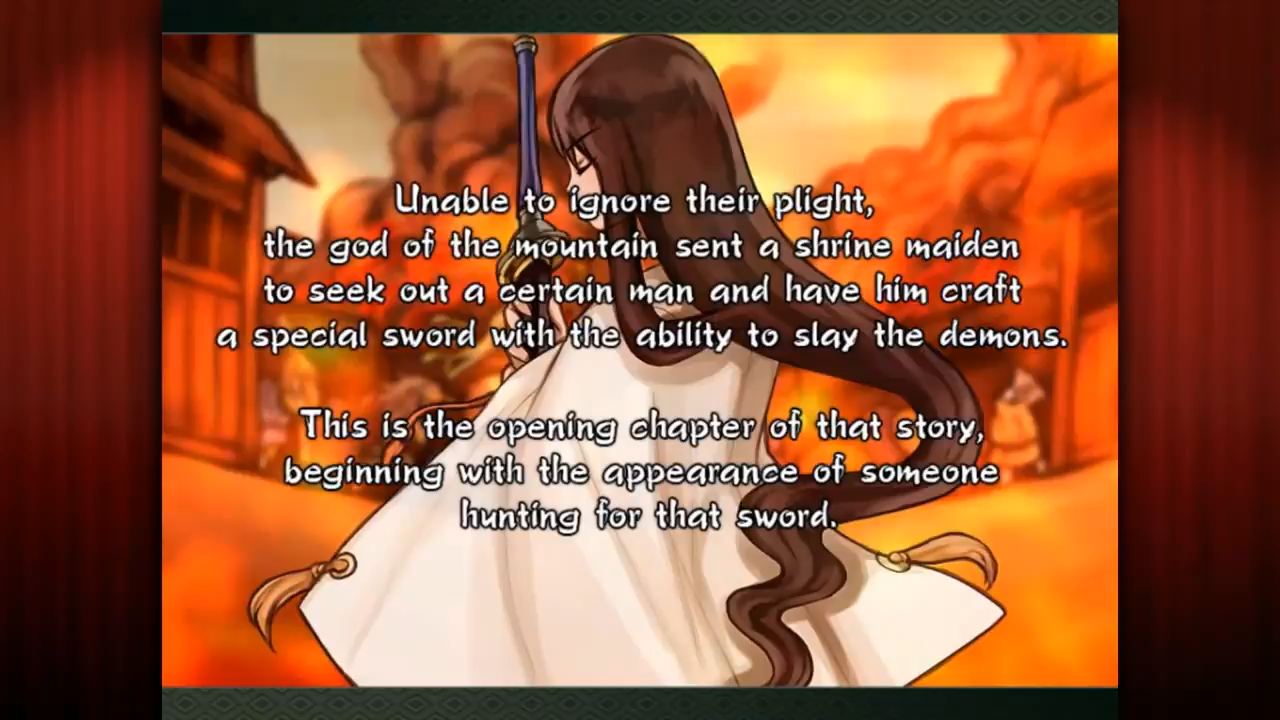 Unable to ignore their plight,
the god of the mountain sent a shrine maiden
to seek out a certain man and have him craft
a special sword with the ability to slay the demons.
This is the opening chapter of that story,
beginning with the appearance of someone
hunting for that sword.